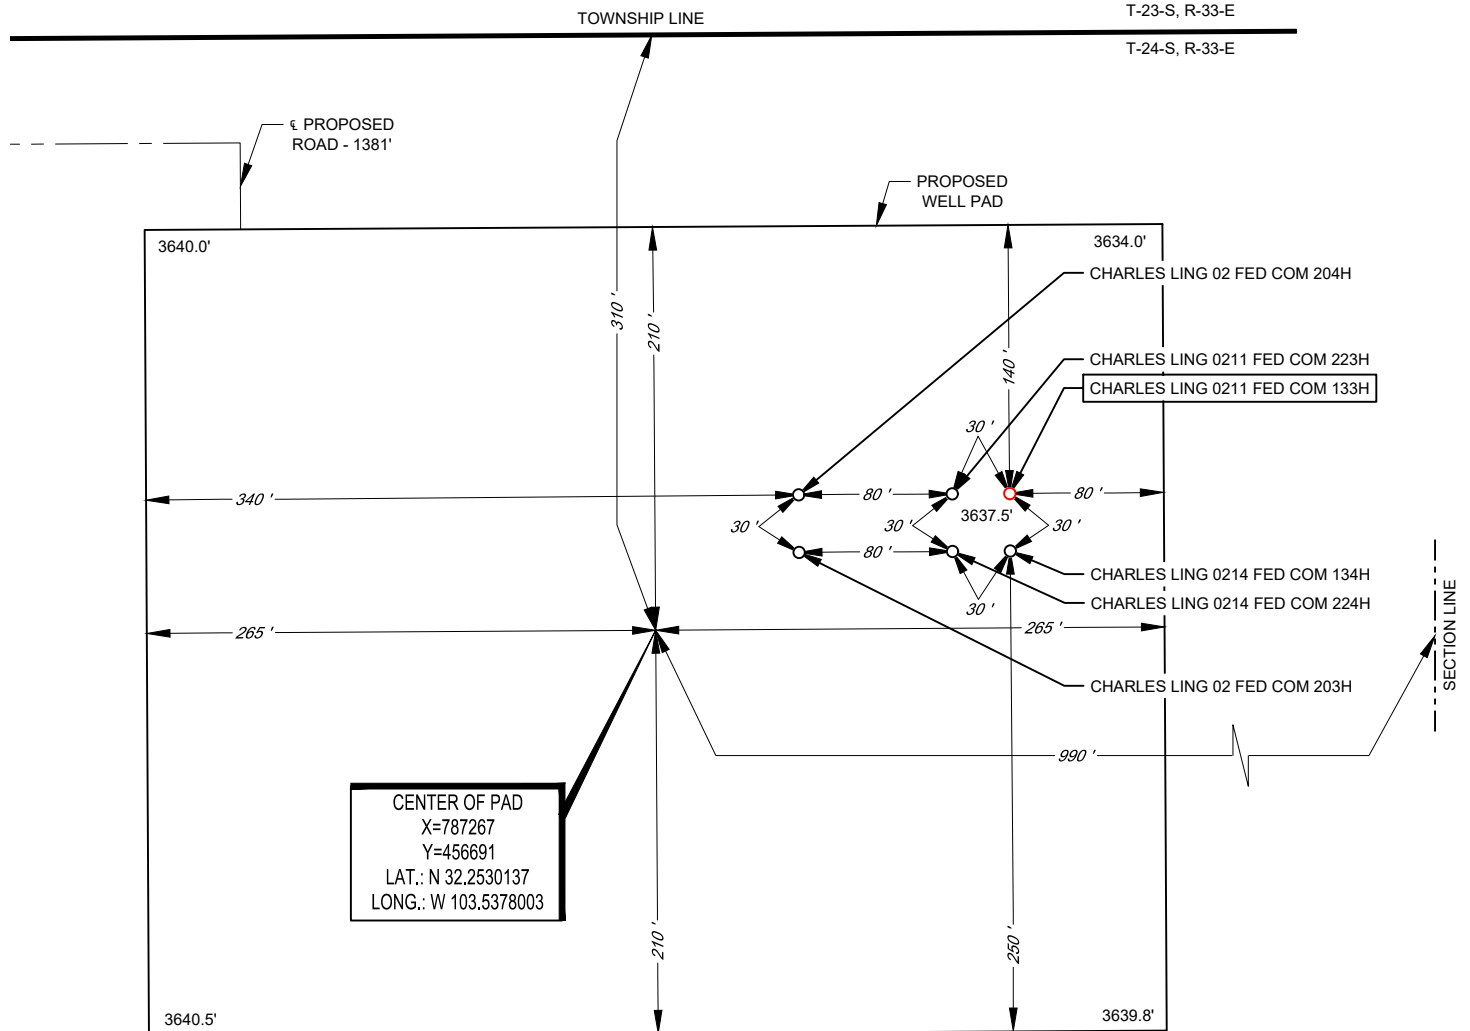 TOWNSHIP LINE
T-23-S, R-33-E
T-24-S, R-33-E
℄ PROPOSED
ROAD - 1381'
PROPOSED
WELL PAD
3640.0'
3634.0'
CHARLES LING 02 FED COM 204H
310 '
210 '
140 '
CHARLES LING 0211 FED COM 223H
CHARLES LING 0211 FED COM 133H
30 '
340 '
80 '
80 '
3637.5'
30 '
30 '
30 '
80 '
CHARLES LING 0214 FED COM 134H
CHARLES LING 0214 FED COM 224H
30 '
265 '
265 '
SECTION LINE
CHARLES LING 02 FED COM 203H
990 '
CENTER OF PAD
X=787267
Y=456691
LAT.: N 32.2530137
LONG.: W 103.5378003
210 '
250 '
3640.5'
3639.8'